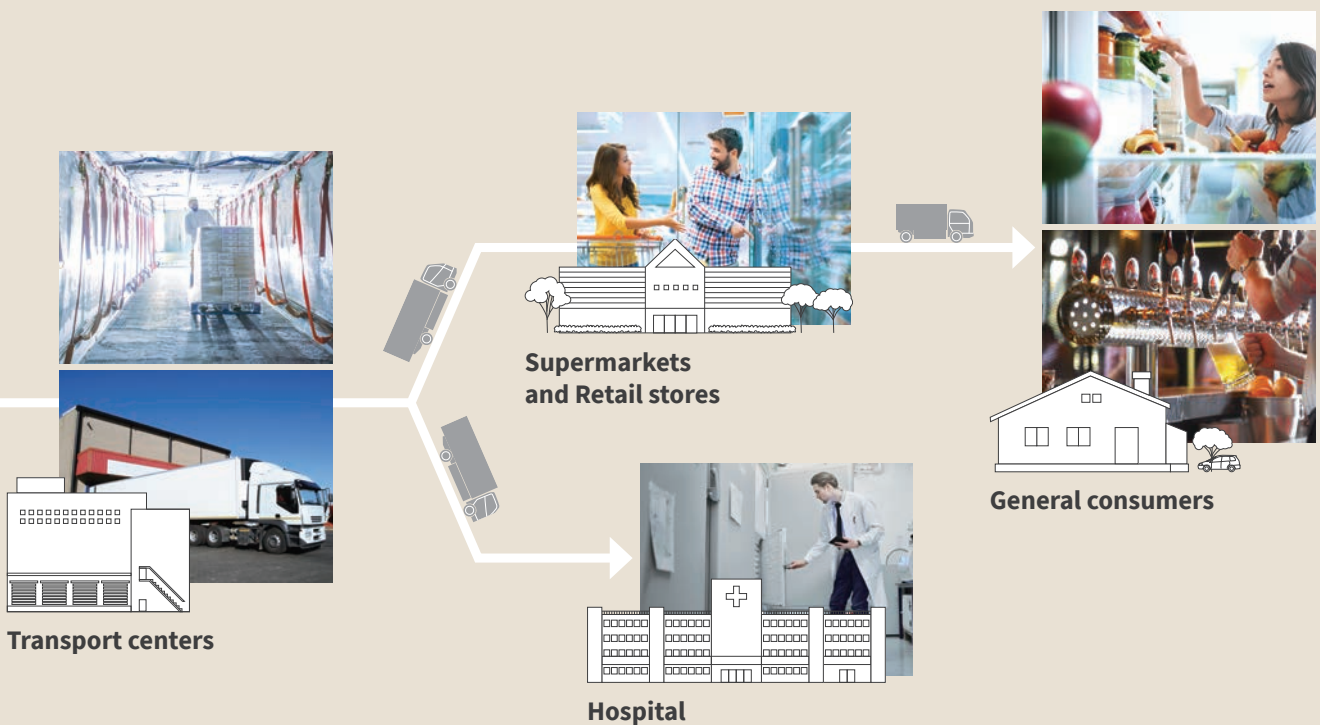 Supermarkets
and Retail stores
General consumers
Transport centers
Hospital